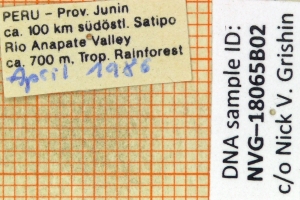 PERU - Prov. Junin
ca. 100 km südöstl. Satipo
Rio Anapate Valley
ca. 700 m, Trop. Rainforest
April 1986
DNA sample ID:
NVG-18065B02
c/o Nick V. Grishin